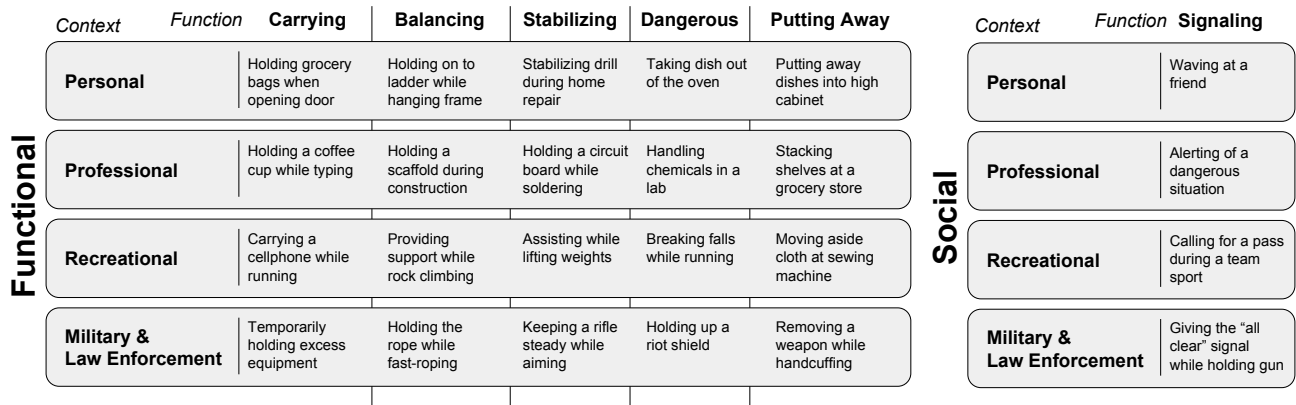 Context Function Carrying Balancing Stabilizing Dangerous Putting Away
Functional
Personal
Holding grocery
bags when
opening door
Holding on to
ladder while
hanging frame
Stabilizing drill
during home
repair
Taking dish out
of the oven
Putting away
dishes into high
cabinet
Professional
Holding a coffee
cup while typing
Holding a
scaffold during
construction
Holding a circuit
board while
soldering
Handling
chemicals in a
lab
Stacking
shelves at a
grocery store
Recreational
Carrying a
cellphone while
running
Providing
support while
rock climbing
Assisting while
lifting weights
Breaking falls
while running
Moving aside
cloth at sewing
machine
Military &
Law Enforcement
Temporarily
holding excess
equipment
Holding the
rope while
fast-roping
Keeping a rifle
steady while
aiming
Holding up a
riot shield
Removing a
weapon while
handcuffing
Context Function Signaling
Social
Personal
Waving at a
friend
Professional
Alerting of a
dangerous
situation
Recreational
Calling for a pass
during a team
sport
Military &
Law Enforcement
Giving the “all
clear” signal
while holding gun